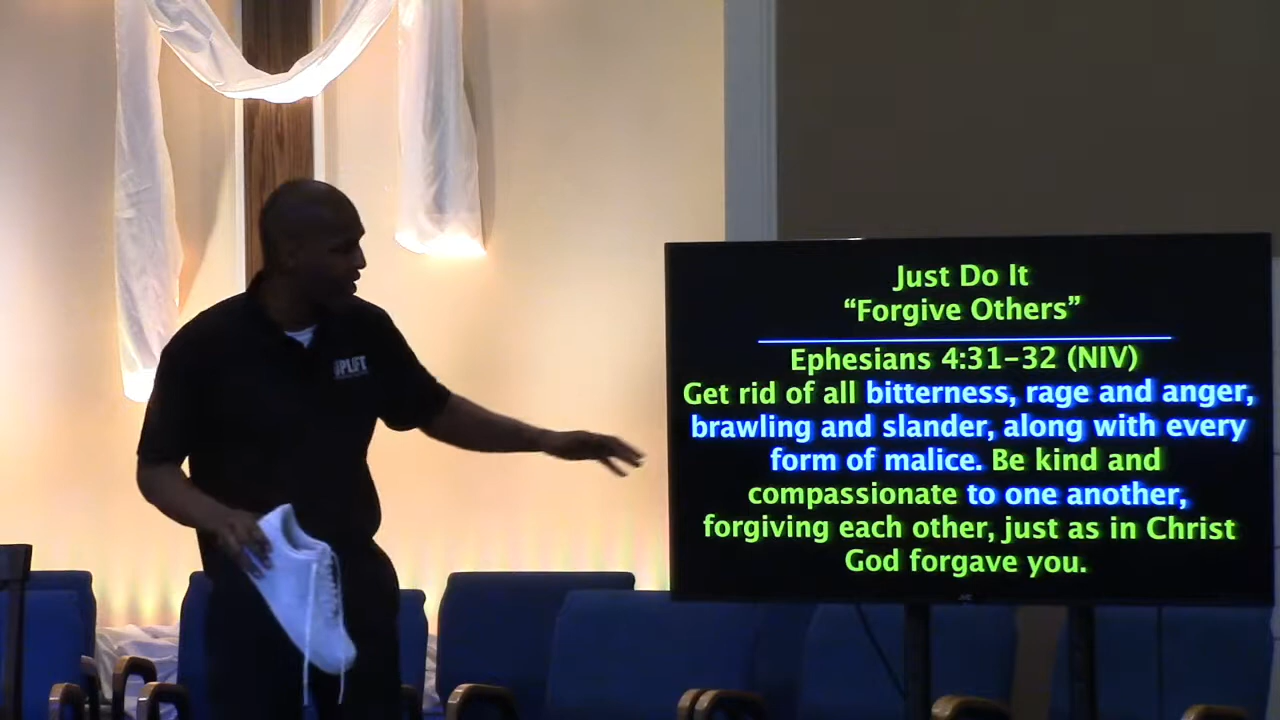 UPLIFT
Just Do It
“Forgive Others”
Ephesians 4:31-32 (NIV)
Get rid of all bitterness, rage and anger,
brawling and slander, along with every
form of malice. Be kind and
compassionate to one another,
forgiving each other, just as in Christ
God forgave you.
JVC